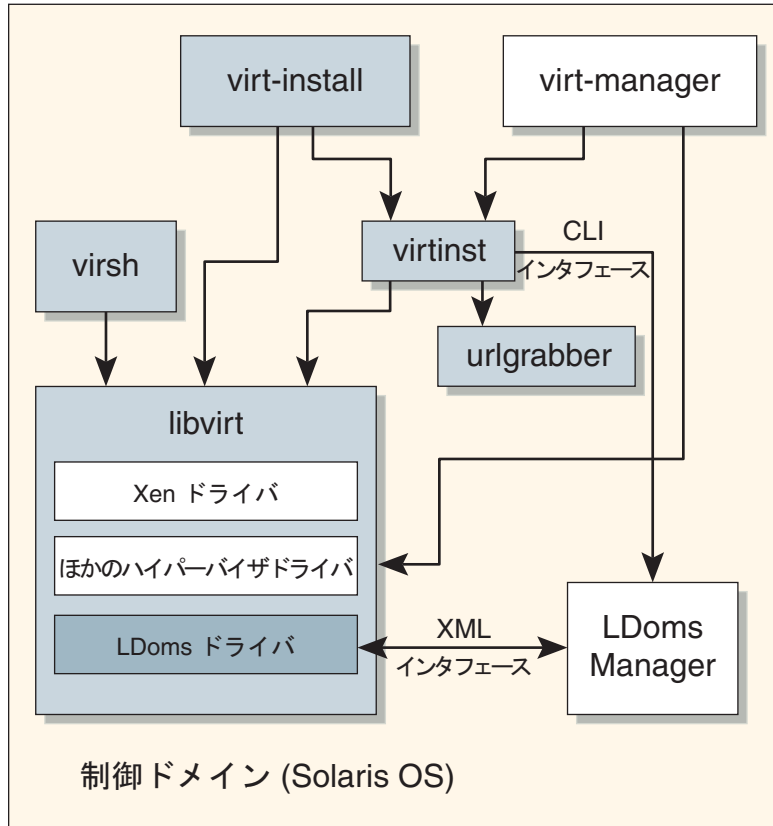 virt-install
virt-manager
virsh
virtinst
CLI
インタフェース
urlgrabber
libvirt
Xen ドライバ
ほかのハイパーバイザドライバ
LDoms ドライバ
XML
インタフェース
LDoms
Manager
制御ドメイン (Solaris OS)